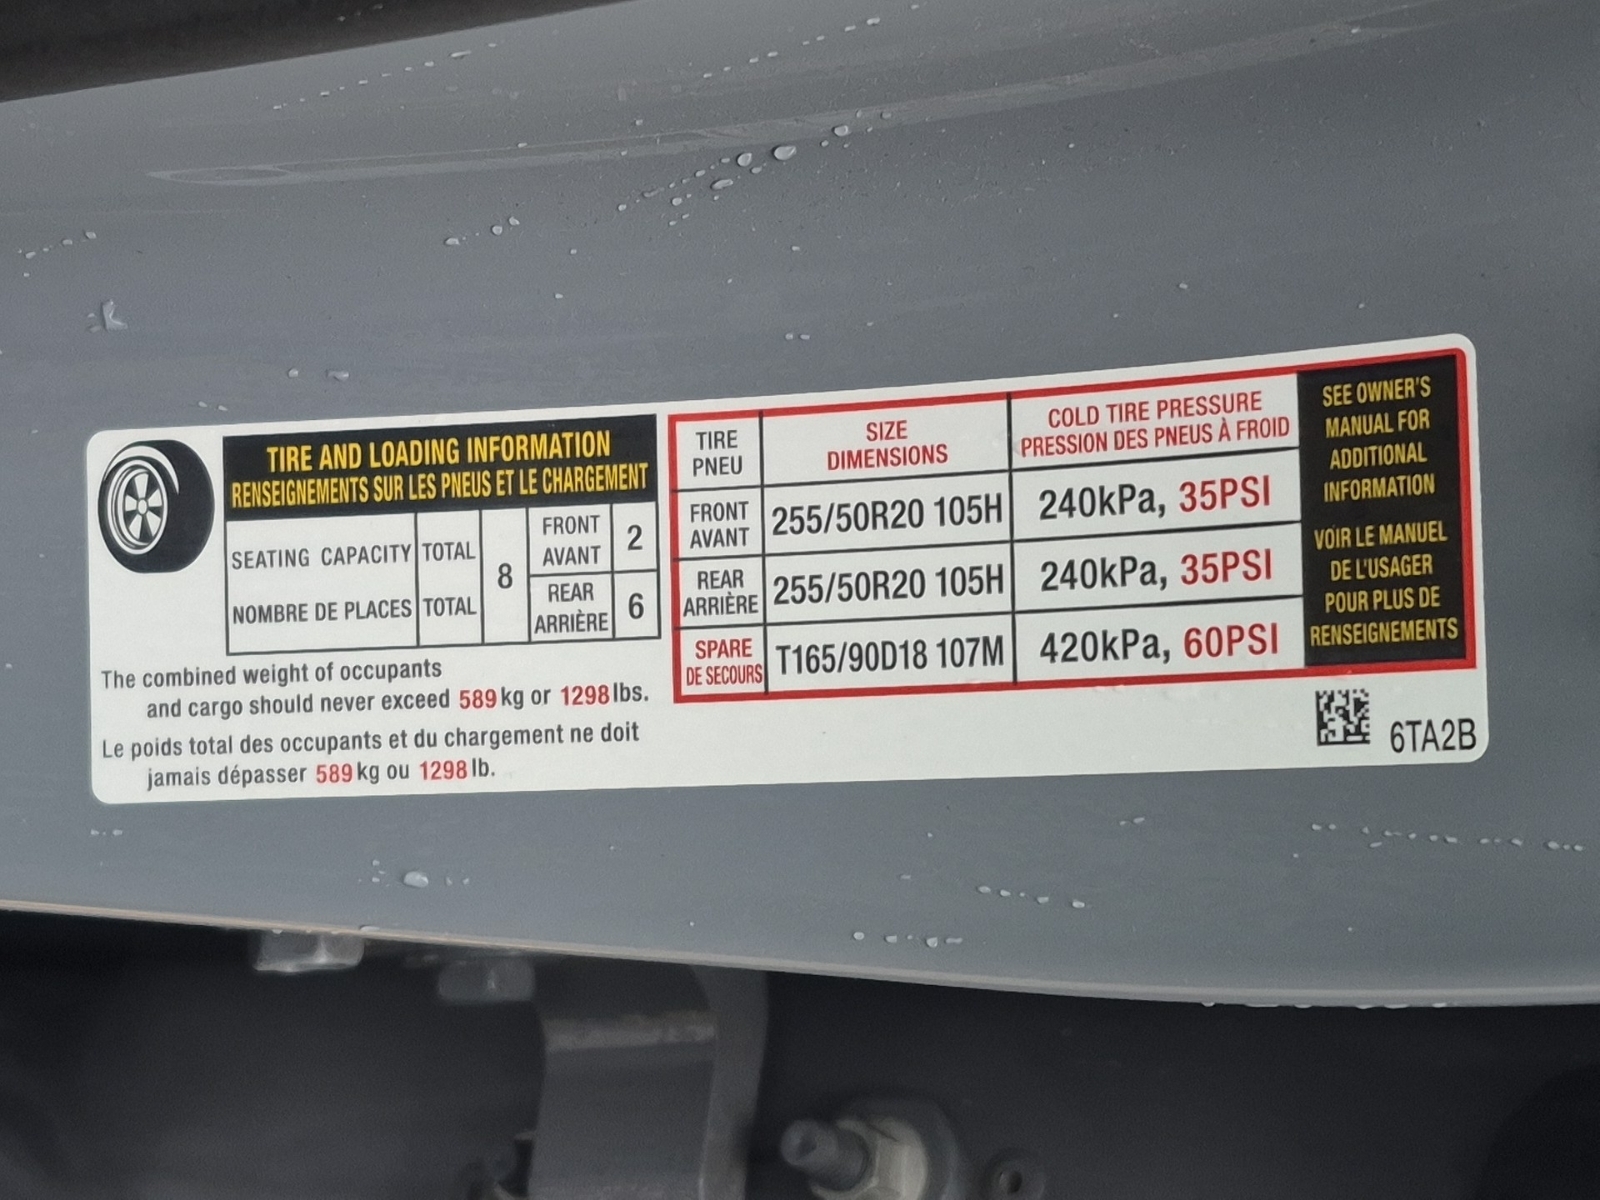 TIRE AND LOADING INFORMATION
RENSEIGNEMENTS SUR LES PNEUS ET LE CHARGEMENT
SEATING CAPACITY TOTAL
NOMBRE DE PLACES TOTAL
8
FRONT
AVANT
2
REAR
ARRIÈRE
6
The combined weight of occupants
and cargo should never exceed 589 kg or 1298 lbs.
Le poids total des occupants et du chargement ne doit
jamais dépasser 589 kg ou 1298 lb.
TIRE
PNEU
SIZE
DIMENSIONS
COLD TIRE PRESSURE
PRESSION DES PNEUS À FROID
FRONT
AVANT
255/50R20 105H
240kPa, 35PSI
REAR
ARRIÈRE
255/50R20 105H
240kPa, 35PSI
SPARE
DE SECOURS
T165/90D18 107M
420kPa, 60PSI
SEE OWNER'S
MANUAL FOR
ADDITIONAL
INFORMATION
VOIR LE MANUEL
DE L'USAGER
POUR PLUS DE
RENSEIGNEMENTS
6TA2B